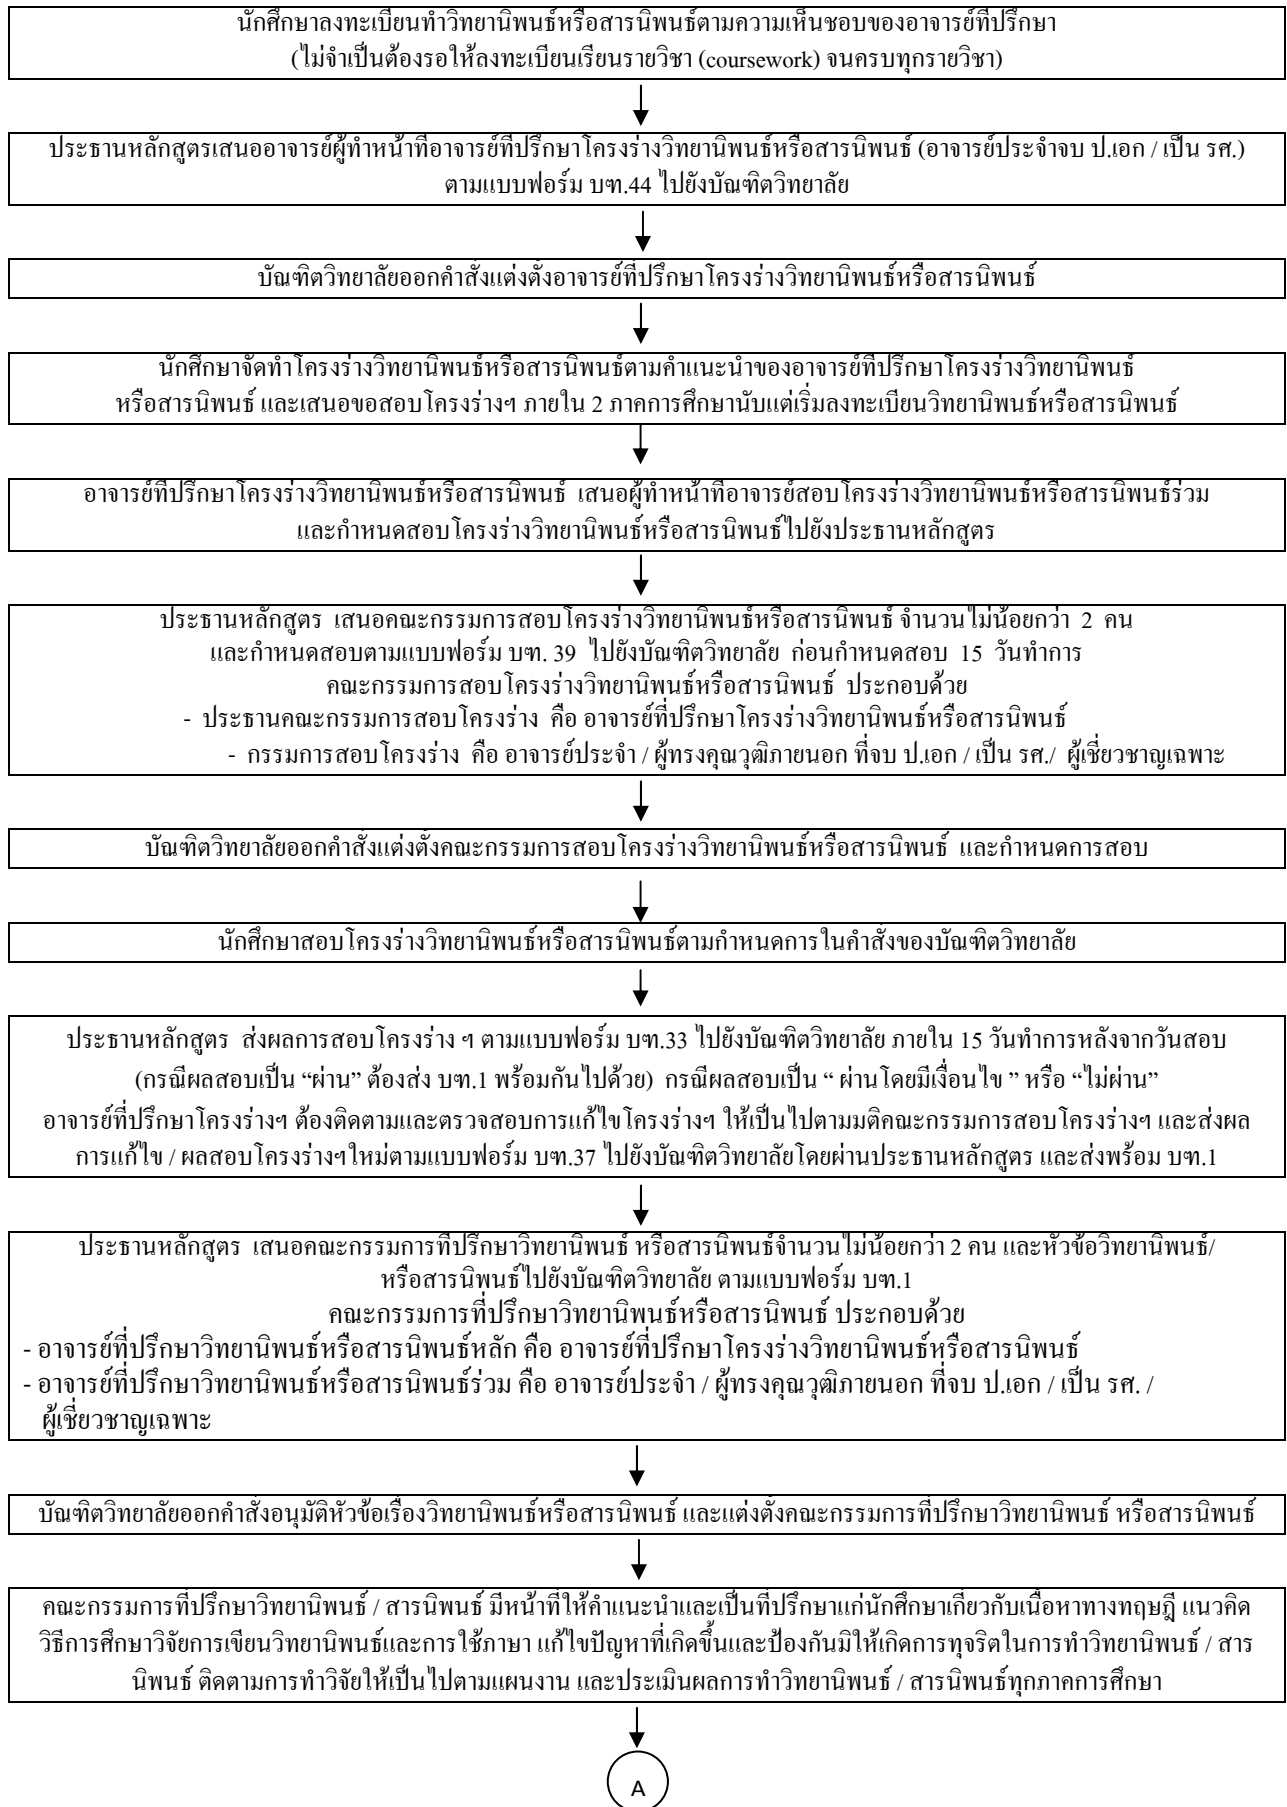 นักศึกษาลงทะเบียนทำวิทยานิพนธ์หรือสารนิพนธ์ตามความเห็นชอบของอาจารย์ที่ปรึกษา
(ไม่จำเป็นต้องรอให้ลงทะเบียนเรียนรายวิชา (coursework) จนครบทุกรายวิชา)
ประธานหลักสูตรเสนออาจารย์ผู้ทำหน้าที่อาจารย์ที่ปรึกษาโครงร่างวิทยานิพนธ์หรือสารนิพนธ์ (อาจารย์ประจำจบ ป.เอก / เป็น รศ.)
ตามแบบฟอร์ม บฑ.44 ไปยังบัณฑิตวิทยาลัย
บัณฑิตวิทยาลัยออกคำสั่งแต่งตั้งอาจารย์ที่ปรึกษาโครงร่างวิทยานิพนธ์หรือสารนิพนธ์
นักศึกษาจัดทำโครงร่างวิทยานิพนธ์หรือสารนิพนธ์ตามคำแนะนำของอาจารย์ที่ปรึกษาโครงร่างวิทยานิพนธ์
หรือสารนิพนธ์ และเสนอขอสอบโครงร่างฯ ภายใน 2 ภาคการศึกษานับแต่เริ่มลงทะเบียนวิทยานิพนธ์หรือสารนิพนธ์
อาจารย์ที่ปรึกษาโครงร่างวิทยานิพนธ์หรือสารนิพนธ์ เสนอผู้ทำหน้าที่อาจารย์สอบโครงร่างวิทยานิพนธ์หรือสารนิพนธ์ร่วม
และกำหนดสอบโครงร่างวิทยานิพนธ์หรือสารนิพนธ์ไปยังประธานหลักสูตร
ประธานหลักสูตร เสนอคณะกรรมการสอบโครงร่างวิทยานิพนธ์หรือสารนิพนธ์ จำนวนไม่น้อยกว่า 2 คน
และกำหนดสอบตามแบบฟอร์ม บฑ. 39 ไปยังบัณฑิตวิทยาลัย ก่อนกำหนดสอบ 15 วันทำการ
คณะกรรมการสอบโครงร่างวิทยานิพนธ์หรือสารนิพนธ์ ประกอบด้วย
- ประธานคณะกรรมการสอบโครงร่าง คือ อาจารย์ที่ปรึกษาโครงร่างวิทยานิพนธ์หรือสารนิพนธ์
- กรรมการสอบโครงร่าง คือ อาจารย์ประจำ / ผู้ทรงคุณวุฒิภายนอก ที่จบ ป.เอก / เป็น รศ./ ผู้เชี่ยวชาญเฉพาะ
บัณฑิตวิทยาลัยออกคำสั่งแต่งตั้งคณะกรรมการสอบโครงร่างวิทยานิพนธ์หรือสารนิพนธ์ และกำหนดการสอบ
นักศึกษาสอบโครงร่างวิทยานิพนธ์หรือสารนิพนธ์ตามกำหนดการในคำสั่งของบัณฑิตวิทยาลัย
ประธานหลักสูตร ส่งผลการสอบโครงร่าง ฯ ตามแบบฟอร์ม บฑ.33 ไปยังบัณฑิตวิทยาลัย ภายใน 15 วันทำการหลังจากวันสอบ
(กรณีผลสอบเป็น “ผ่าน” ต้องส่ง บฑ.1 พร้อมกันไปด้วย) กรณีผลสอบเป็น “ ผ่านโดยมีเงื่อนไข ” หรือ “ไม่ผ่าน”
อาจารย์ที่ปรึกษาโครงร่างฯ ต้องติดตามและตรวจสอบการแก้ไขโครงร่างฯ ให้เป็นไปตามมติคณะกรรมการสอบโครงร่างฯ และส่งผล
การแก้ไข / ผลสอบโครงร่างฯใหม่ตามแบบฟอร์ม บฑ.37 ไปยังบัณฑิตวิทยาลัยโดยผ่านประธานหลักสูตร และส่งพร้อม บฑ.1
ประธานหลักสูตร เสนอคณะกรรมการที่ปรึกษาวิทยานิพนธ์ หรือสารนิพนธ์จำนวนไม่น้อยกว่า 2 คน และหัวข้อวิทยานิพนธ์/
หรือสารนิพนธ์ไปยังบัณฑิตวิทยาลัย ตามแบบฟอร์ม บฑ.1
คณะกรรมการที่ปรึกษาวิทยานิพนธ์หรือสารนิพนธ์ ประกอบด้วย
- อาจารย์ที่ปรึกษาวิทยานิพนธ์หรือสารนิพนธ์หลัก คือ อาจารย์ที่ปรึกษาโครงร่างวิทยานิพนธ์หรือสารนิพนธ์
- อาจารย์ที่ปรึกษาวิทยานิพนธ์หรือสารนิพนธ์ร่วม คือ อาจารย์ประจำ / ผู้ทรงคุณวุฒิภายนอก ที่จบ ป.เอก / เป็น รศ. /
ผู้เชี่ยวชาญเฉพาะ
บัณฑิตวิทยาลัยออกคำสั่งอนุมัติหัวข้อเรื่องวิทยานิพนธ์หรือสารนิพนธ์ และแต่งตั้งคณะกรรมการที่ปรึกษาวิทยานิพนธ์ หรือสารนิพนธ์
คณะกรรมการที่ปรึกษาวิทยานิพนธ์ / สารนิพนธ์ มีหน้าที่ให้คำแนะนำและเป็นที่ปรึกษาแก่นักศึกษาเกี่ยวกับเนื้อหาทางทฤษฎี แนวคิด
วิธีการศึกษาวิจัยการเขียนวิทยานิพนธ์และการใช้ภาษา แก้ไขปัญหาที่เกิดขึ้นและป้องกันมิให้เกิดการทุจริตในการทำวิทยานิพนธ์ / สาร
นิพนธ์ ติดตามการทำวิจัยให้เป็นไปตามแผนงาน และประเมินผลการทำวิทยานิพนธ์ / สารนิพนธ์ทุกภาคการศึกษา
A